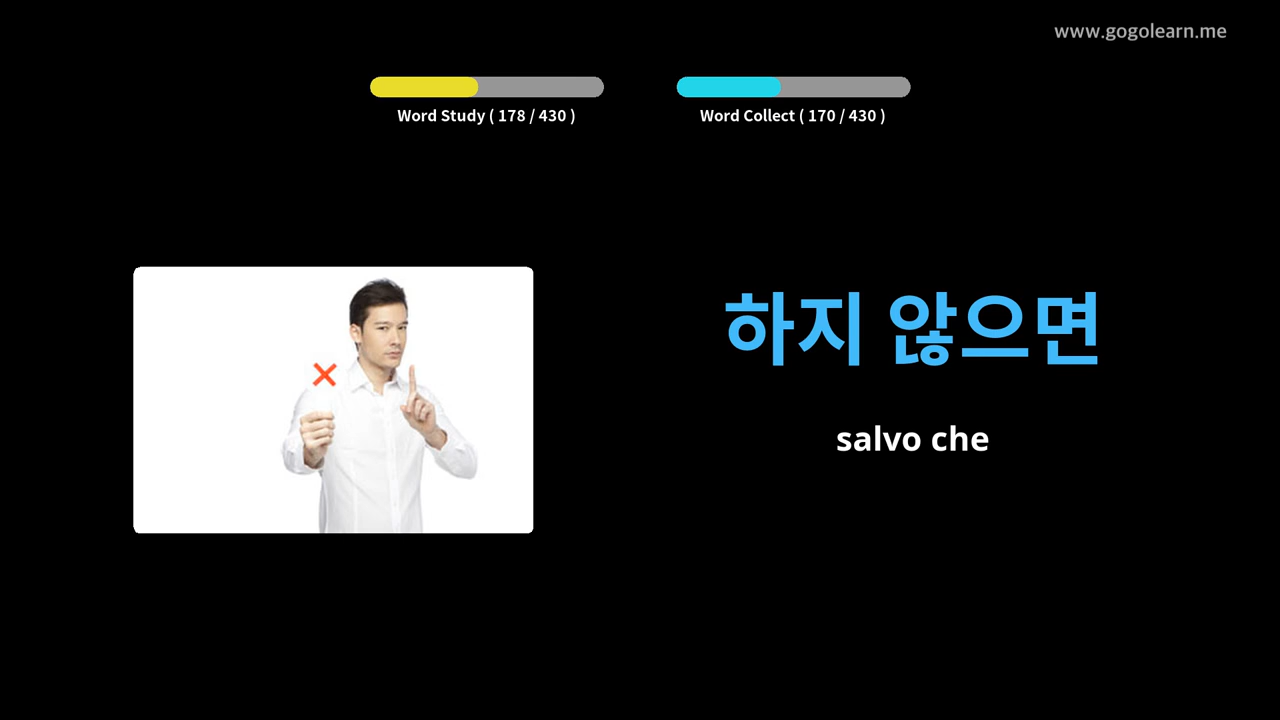 www.gogolearn.me
Word Study ( 178 / 430 )
Word Collect ( 170 / 430 )
하지 않으면
salvo che